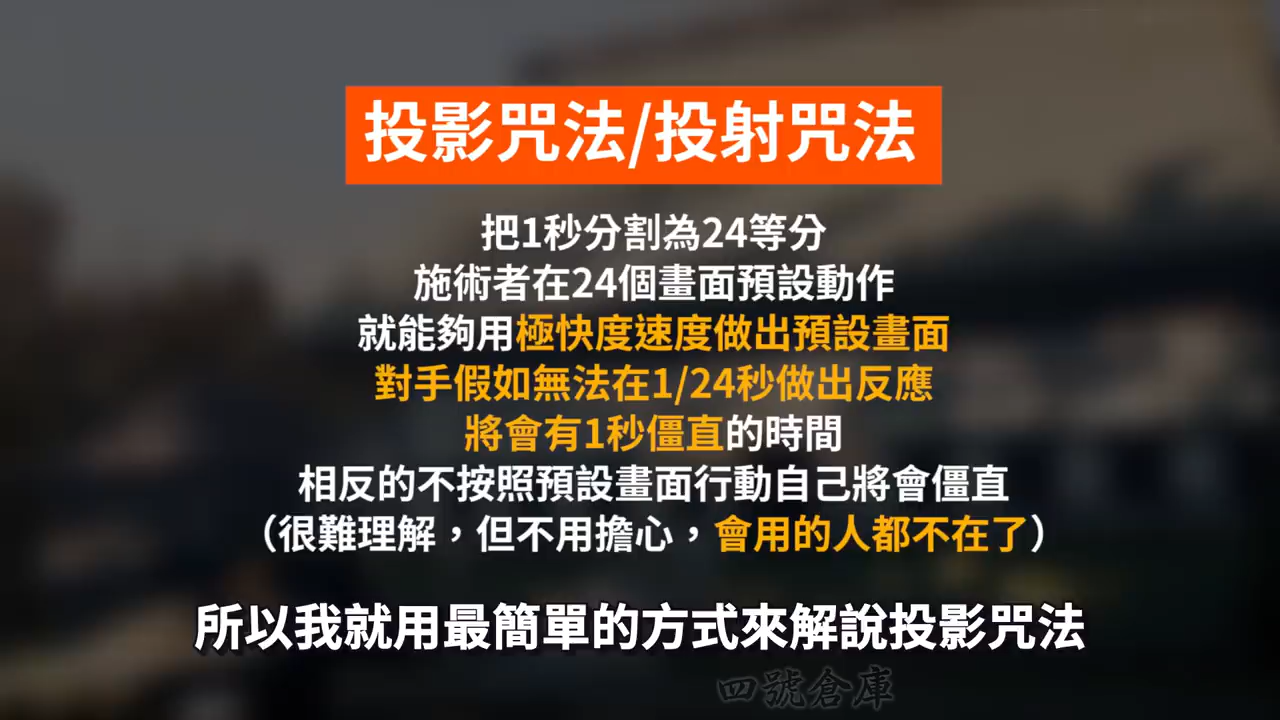 投影咒法/投射咒法
把1秒分割為24等分
施術者在24個畫面預設動作
就能夠用極快度速度做出預設畫面
對手假如無法在1/24秒做出反應
將會有1秒僵直的時間
相反的不按照預設畫面行動自己將會僵直
（很難理解，但不用擔心，會用的人都不在了）
所以我就用最簡單的方式來解說投影咒法
四號倉庫